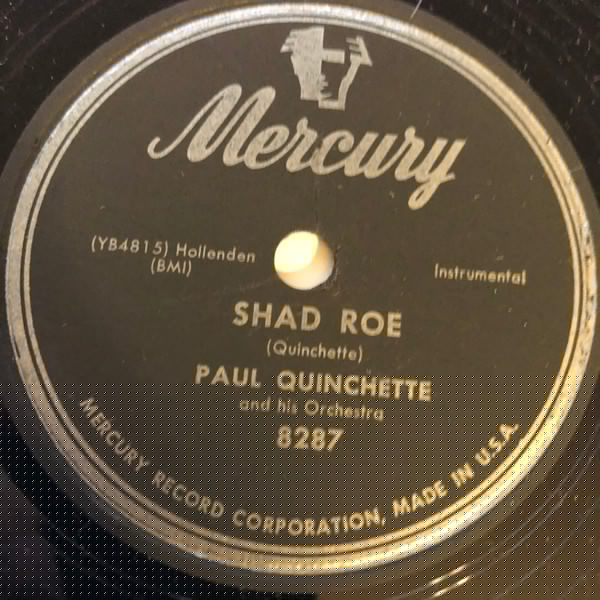 Mercury
(YB4815) Hollenden
(BMI)
Instrumental
SHAD ROE
(Quinchette)
PAUL QUINCHETTE
and his Orchestra
8287
MERCURY RECORD CORPORATION, MADE IN U.S.A.